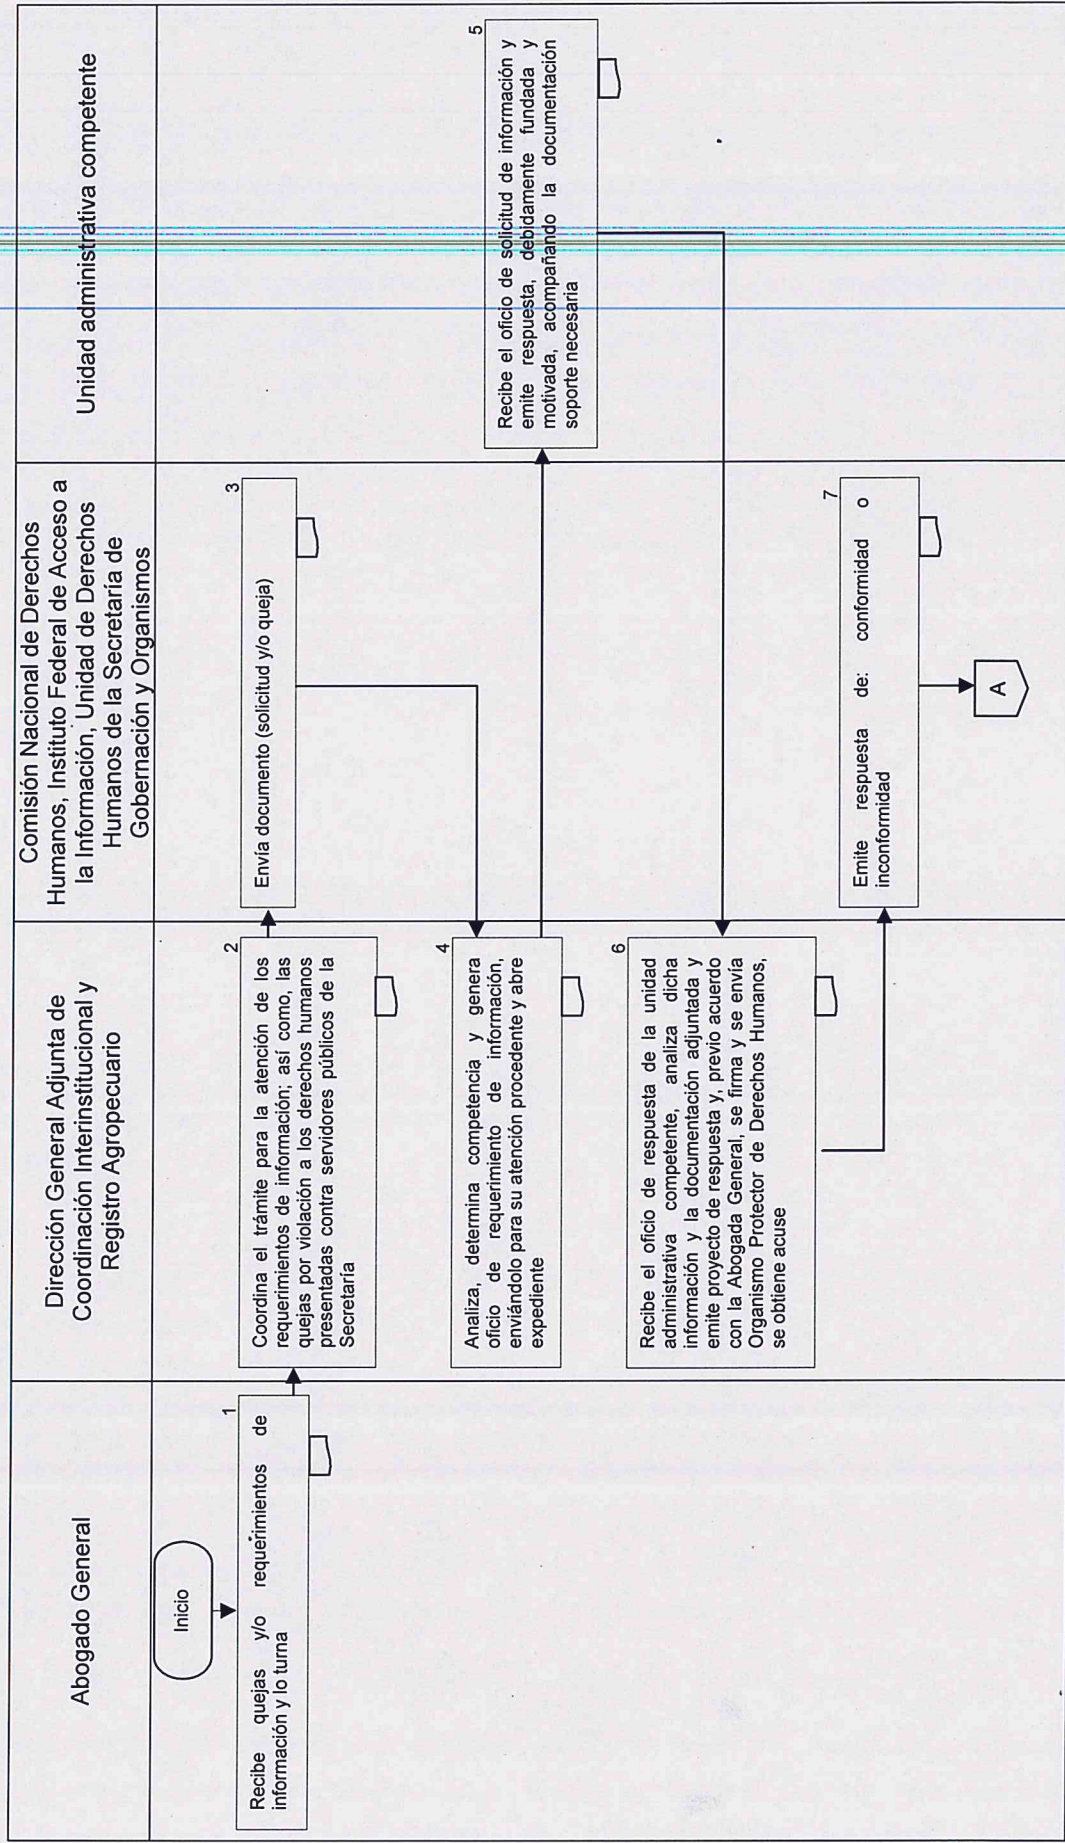 Abogado General
Dirección General Adjunta de
Coordinación Interinstitucional y
Registro Agropecuario
Comisión Nacional de Derechos
Humanos, Instituto Federal de Acceso a
la Información, Unidad de Derechos
Humanos de la Secretaría de
Gobernación y Organismos
Unidad administrativa competente
Inicio
1
Recibe quejas y/o requerimientos de
información y lo turna
2
Coordina el trámite para la atención de los
requerimientos de información; así como, las
quejas por violación a los derechos humanos
presentadas contra servidores públicos de la
Secretaría
3
Envía documento (solicitud y/o queja)
4
Analiza, determina competencia y genera
oficio de requerimiento de información,
enviándolo para su atención procedente y abre
expediente
5
Recibe el oficio de solicitud de información y
emite respuesta, debidamente fundada y
motivada, acompañando la documentación
soporte necesaria
6
Recibe el oficio de respuesta de la unidad
administrativa competente, analiza dicha
información y la documentación adjuntada y
emite proyecto de respuesta y, previo acuerdo
con la Abogada General, se firma y se envía
Organismo Protector de Derechos Humanos,
se obtiene acuse
7
Emite respuesta de: conformidad o
inconformidad
A